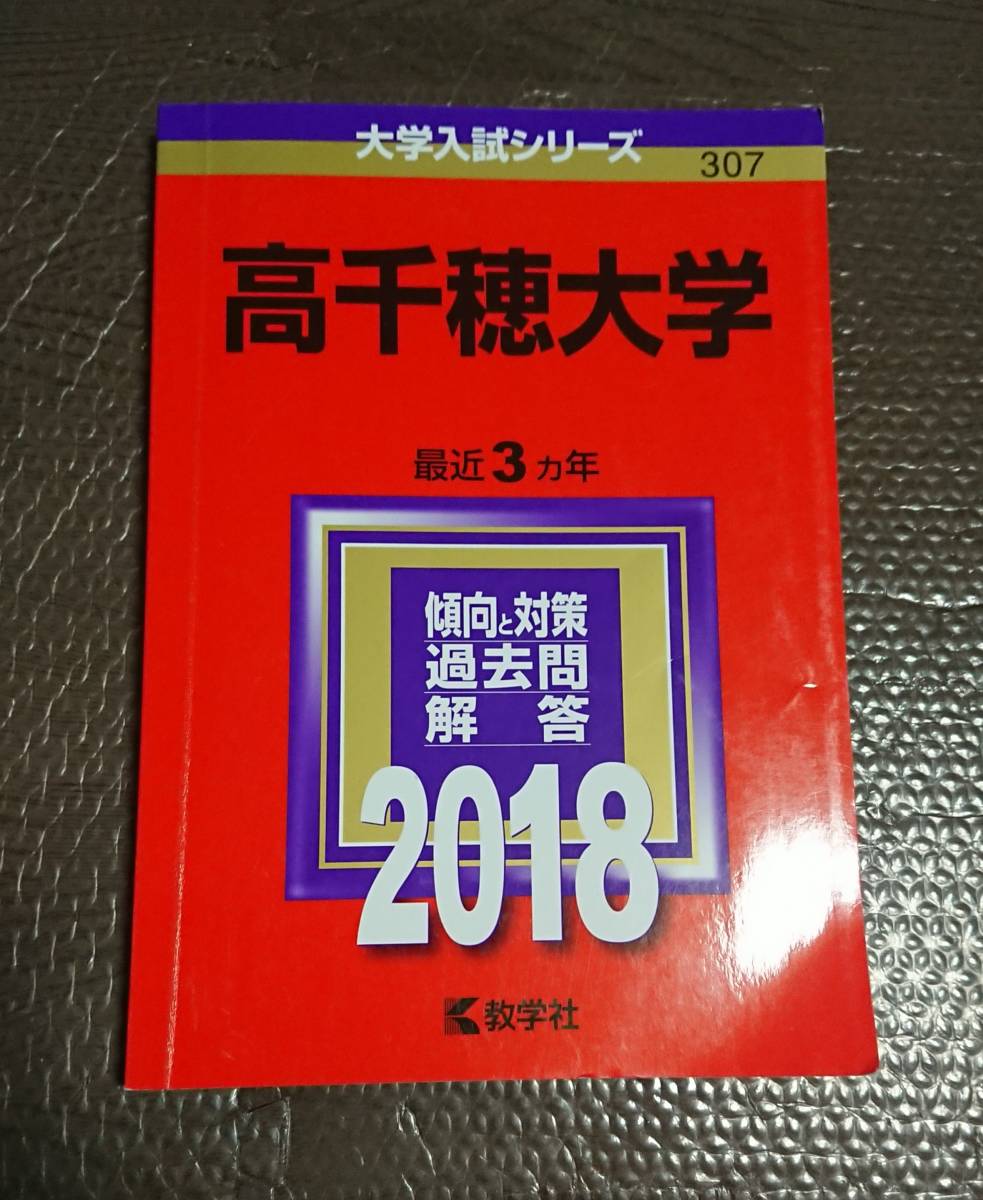 大学入試シリーズ
307
高千穂大学
最近3ヵ年
傾向と対策
過去問
解答
2018
教学社